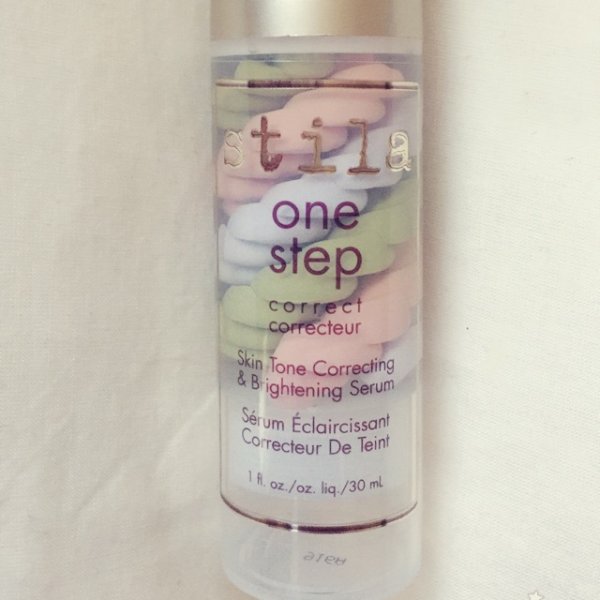 stila
one
step
correct
correcteur
Skin Tone Correcting
& Brightening Serum
Sérum Éclaircissant
Correcteur De Teint
1 fl. oz./oz. liq./30 mL